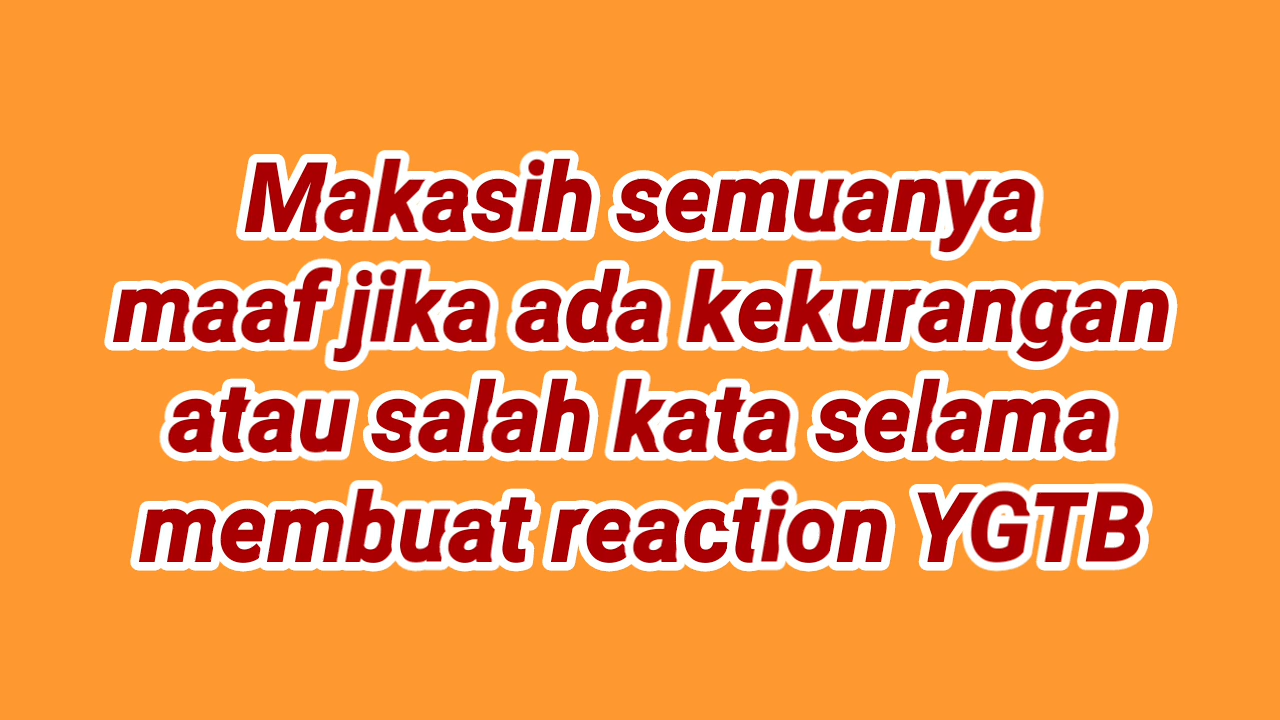 Makasih semuanya
maaf jika ada kekurangan
atau salah kata selama
membuat reaction YGTB